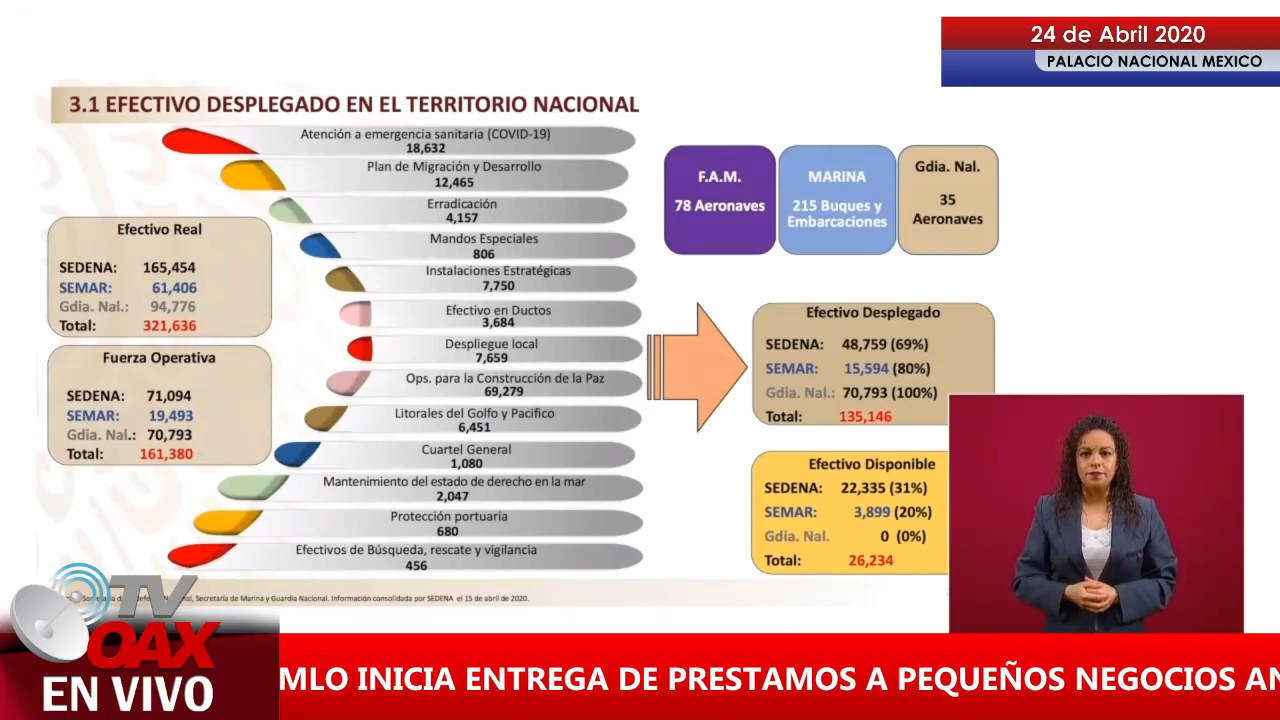 24 de Abril 2020
PALACIO NACIONAL MEXICO
3.1 EFECTIVO DESPLEGADO EN EL TERRITORIO NACIONAL
Atención a emergencia sanitaria (COVID-19)
18,632
Plan de Migración y Desarrollo
12,465
Erradicación
4,157
Mandos Especiales
806
Instalaciones Estratégicas
7,750
Efectivo en Ductos
3,684
Despliegue local
7,659
Ops. para la Construcción de la Paz
69,279
Litorales del Golfo y Pacifico
6,451
Cuartel General
1,080
Mantenimiento del estado de derecho en la mar
2,047
Protección portuaria
680
Efectivos de Búsqueda, rescate y vigilancia
456
Efectivo Real
SEDENA: 165,454
SEMAR: 61,406
Gdia. Nal.: 94,776
Total: 321,636
Fuerza Operativa
SEDENA: 71,094
SEMAR: 19,493
Gdia. Nal.: 70,793
Total: 161,380
F.A.M.
78 Aeronaves
MARINA
215 Buques y
Embarcaciones
Gdia. Nal.
35
Aeronaves
Efectivo Desplegado
SEDENA: 48,759 (69%)
SEMAR: 15,594 (80%)
Gdia. Nal.: 70,793 (100%)
Total: 135,146
Efectivo Disponible
SEDENA: 22,335 (31%)
SEMAR: 3,899 (20%)
Gdia. Nal. 0 (0%)
Total: 26,234
Secretaría de Marina y Guardia Nacional. Información consolidada por SEDENA el 15 de abril de 2020.
TV
OAX
EN VIVO
MLO INICIA ENTREGA DE PRESTAMOS A PEQUEÑOS NEGOCIOS AN